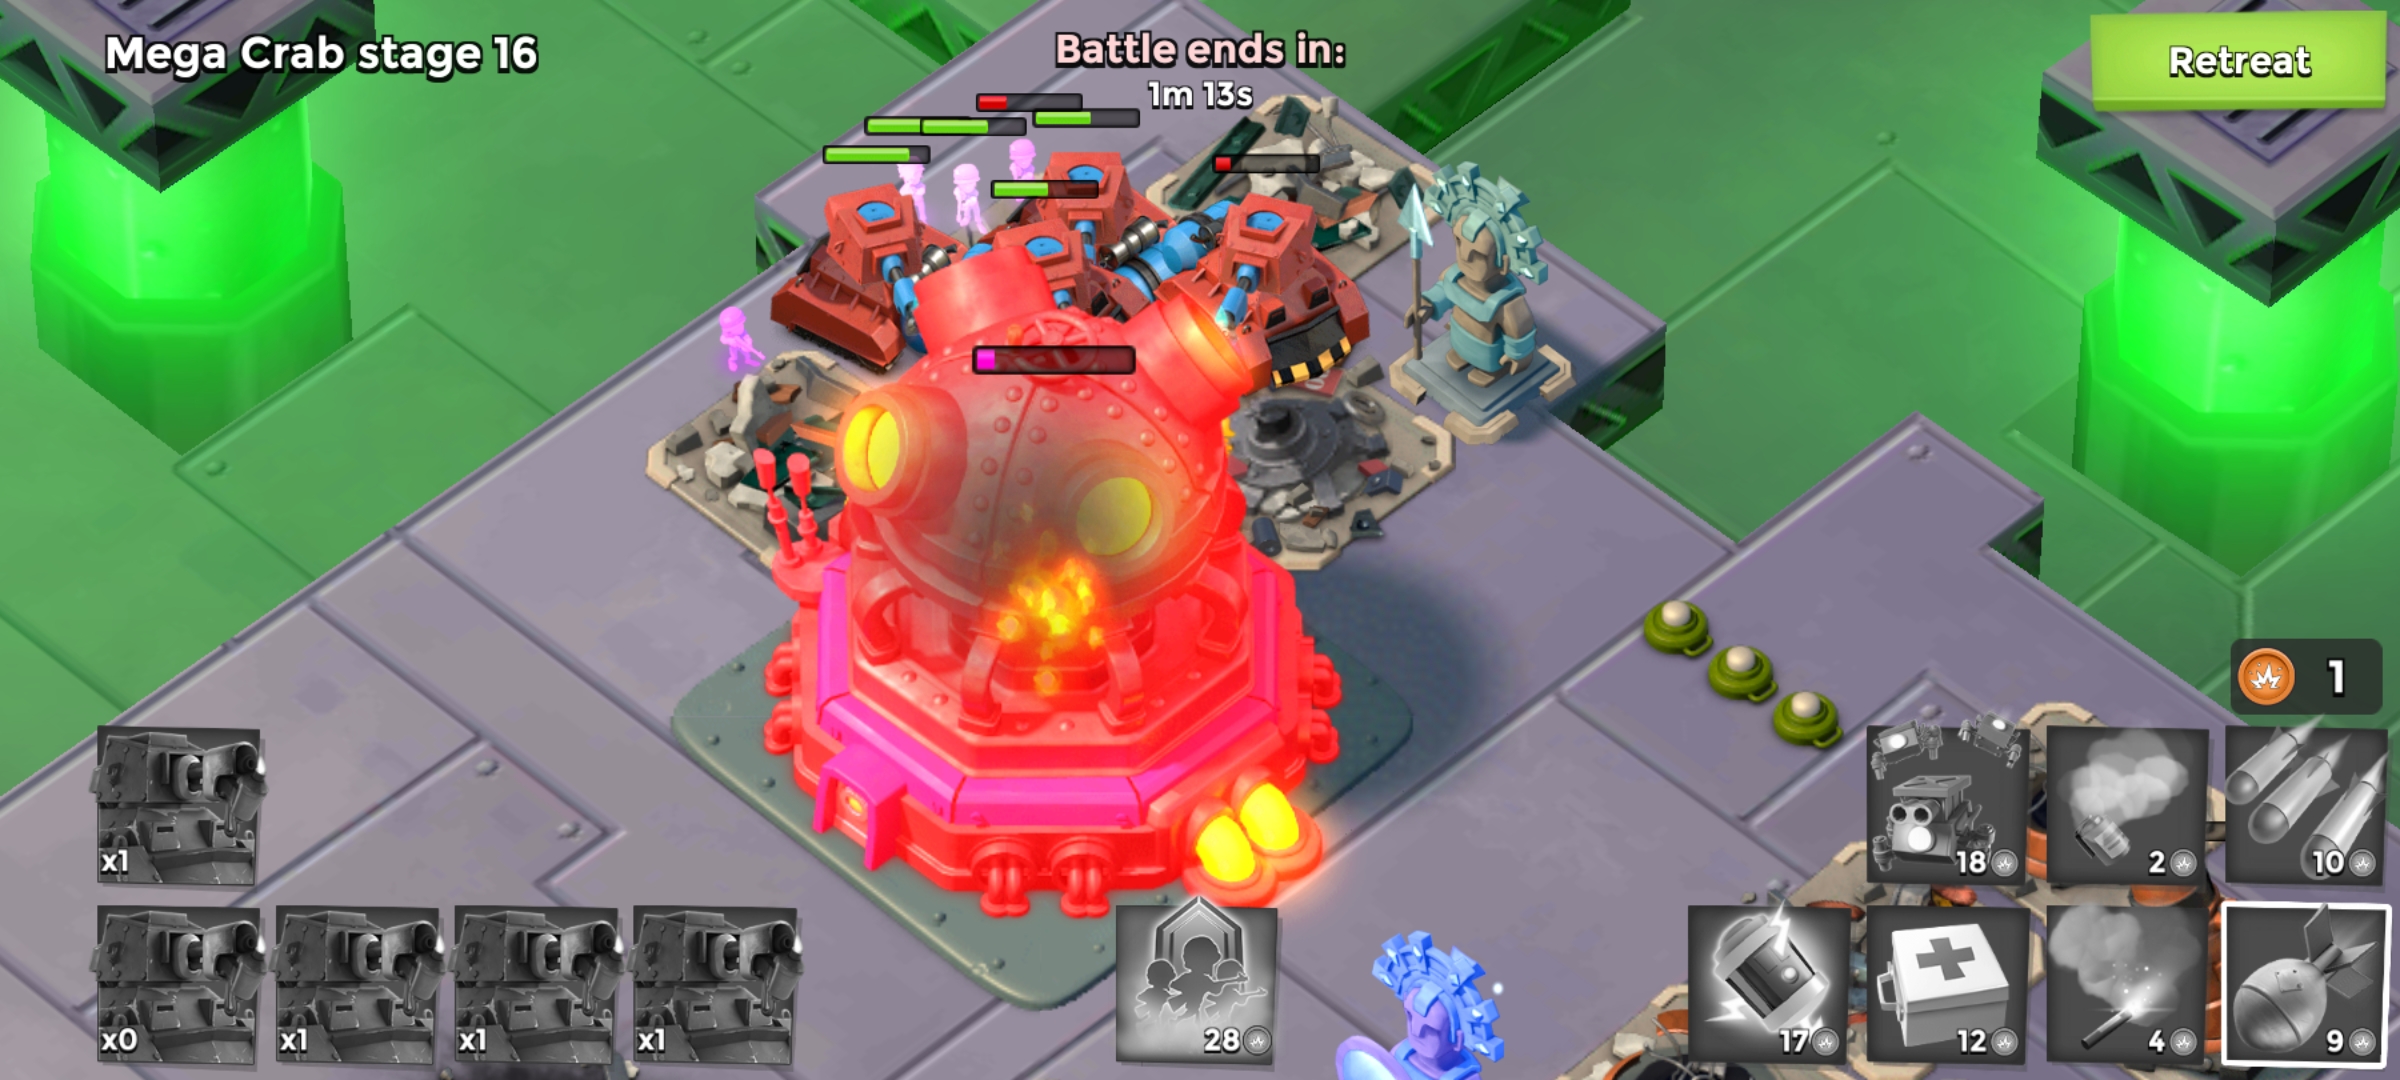 Mega Crab stage 16
Battle ends in:
1m 13s
Retreat
1
x1
18
2
10
x0
x1
x1
x1
28
17
12
4
9